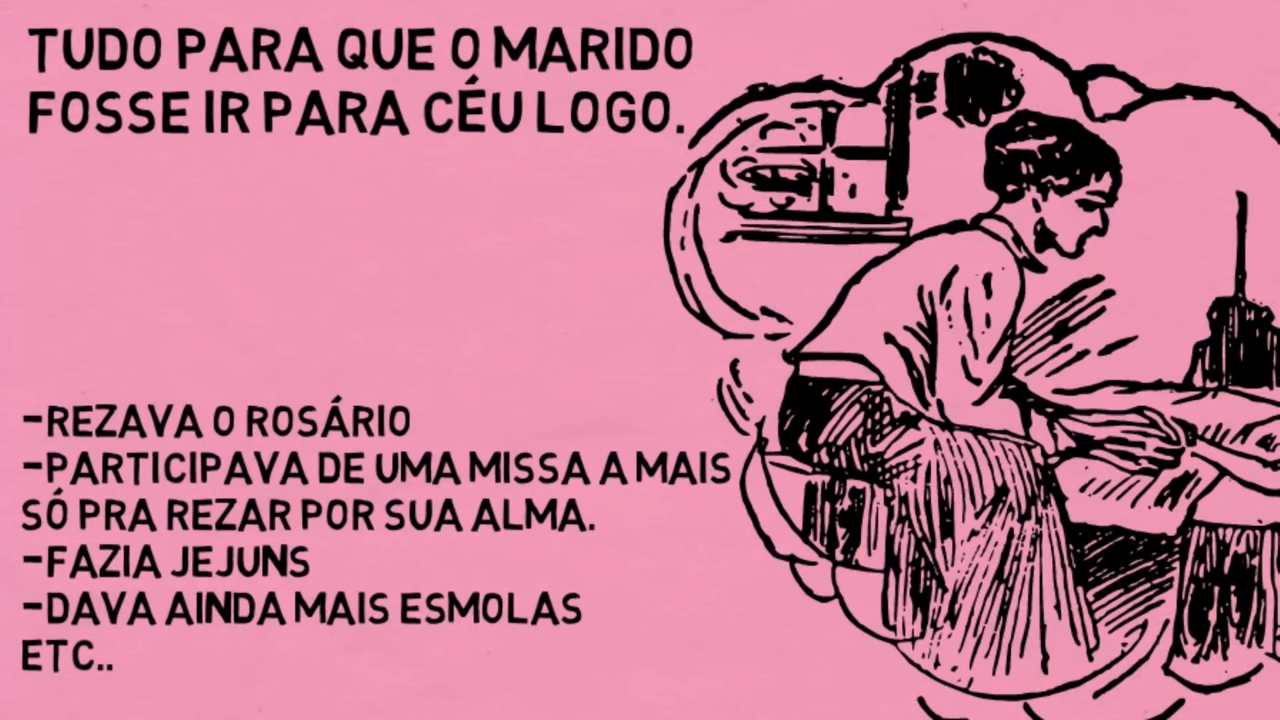 TUDO PARA QUE O MARIDO
FOSSE IR PARA CÉU LOGO.
-REZAVA O ROSÁRIO
-PARTICIPAVA DE UMA MISSA A MAIS
SÓ PRA REZAR POR SUA ALMA.
-FAZIA JEJUNS
-DAVA AINDA MAIS ESMOLAS
ETC..